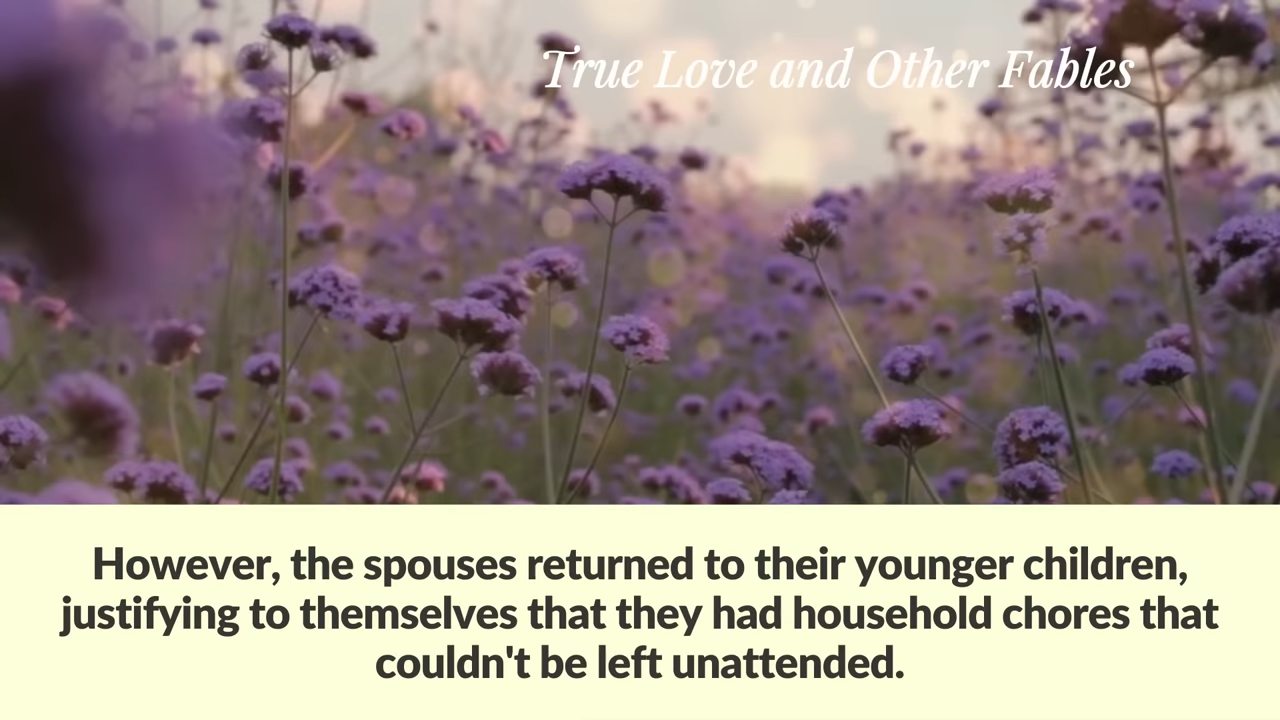 True Love and Other Fables
However, the spouses returned to their younger children,
justifying to themselves that they had household chores that
couldn't be left unattended.